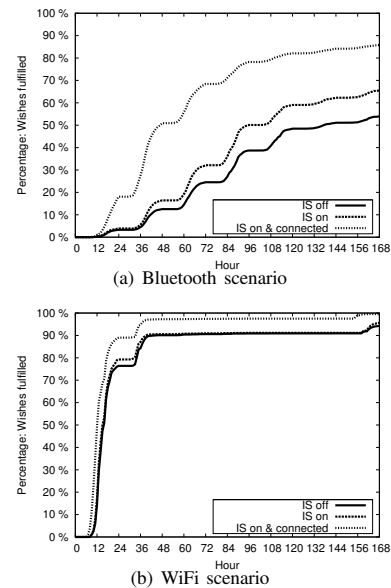 Percentage: Wishes fulfilled
100 %
90 %
80 %
70 %
60 %
50 %
40 %
30 %
20 %
10 %
0 %
IS off
IS on
IS on & connected
0 12 24 36 48 60 72 84 96 108 120 132 144 156 168
Hour
(a) Bluetooth scenario
Percentage: Wishes fulfilled
100 %
90 %
80 %
70 %
60 %
50 %
40 %
30 %
20 %
10 %
0 %
IS off
IS on
IS on & connected
0 12 24 36 48 60 72 84 96 108 120 132 144 156 168
Hour
(b) WiFi scenario